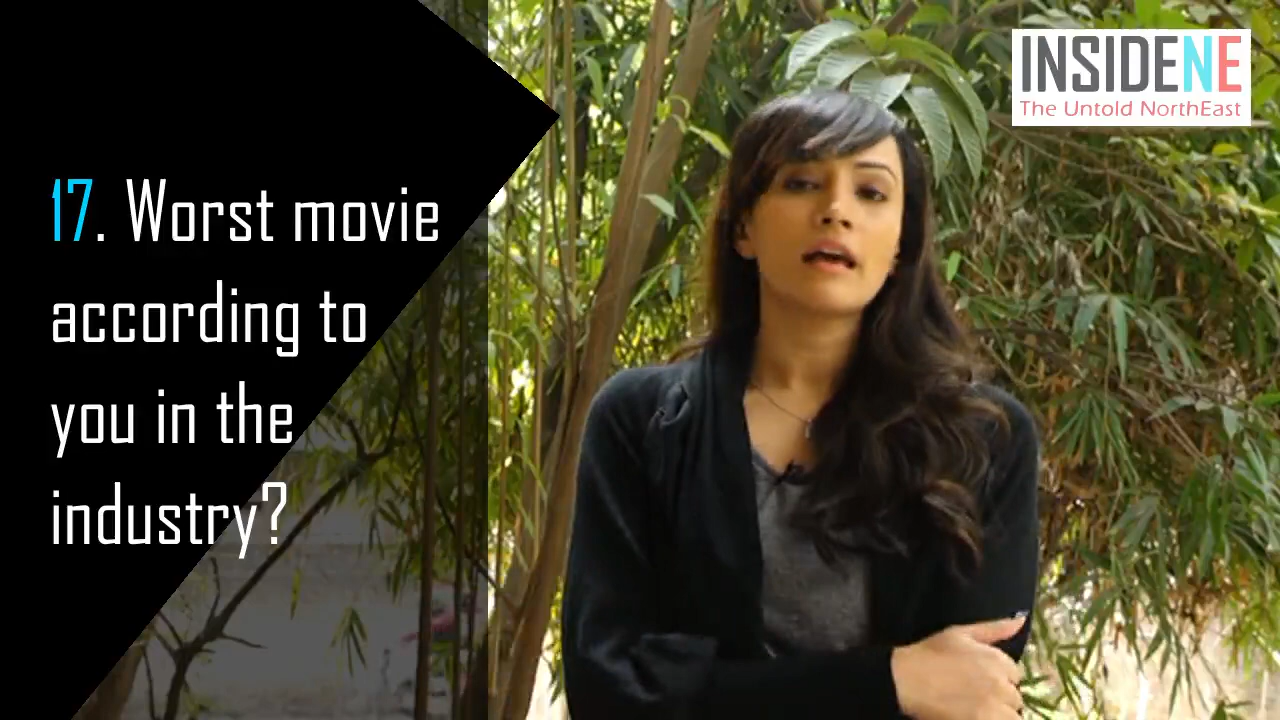 INSIDENE
The Untold NorthEast
17. Worst movie
according to
you in the
industry?